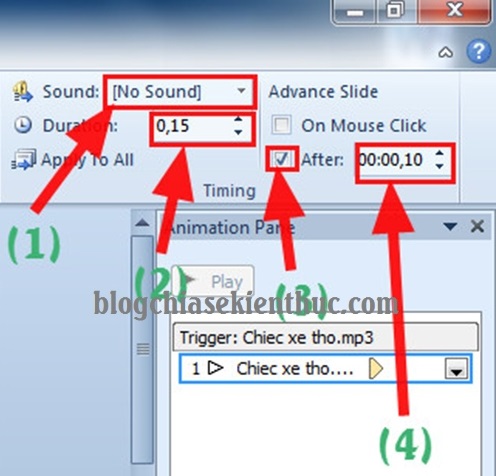 Sound: [No Sound] Advance Slide
Duration: 0,15 On Mouse Click
Apply To All After: 00:00,10
Timing
(1)
Animation Pane
(2)
Play
(3)
blogchiasekienthuc.com
Trigger: Chiec xe tho.mp3
1 Chiec xe tho....
(4)